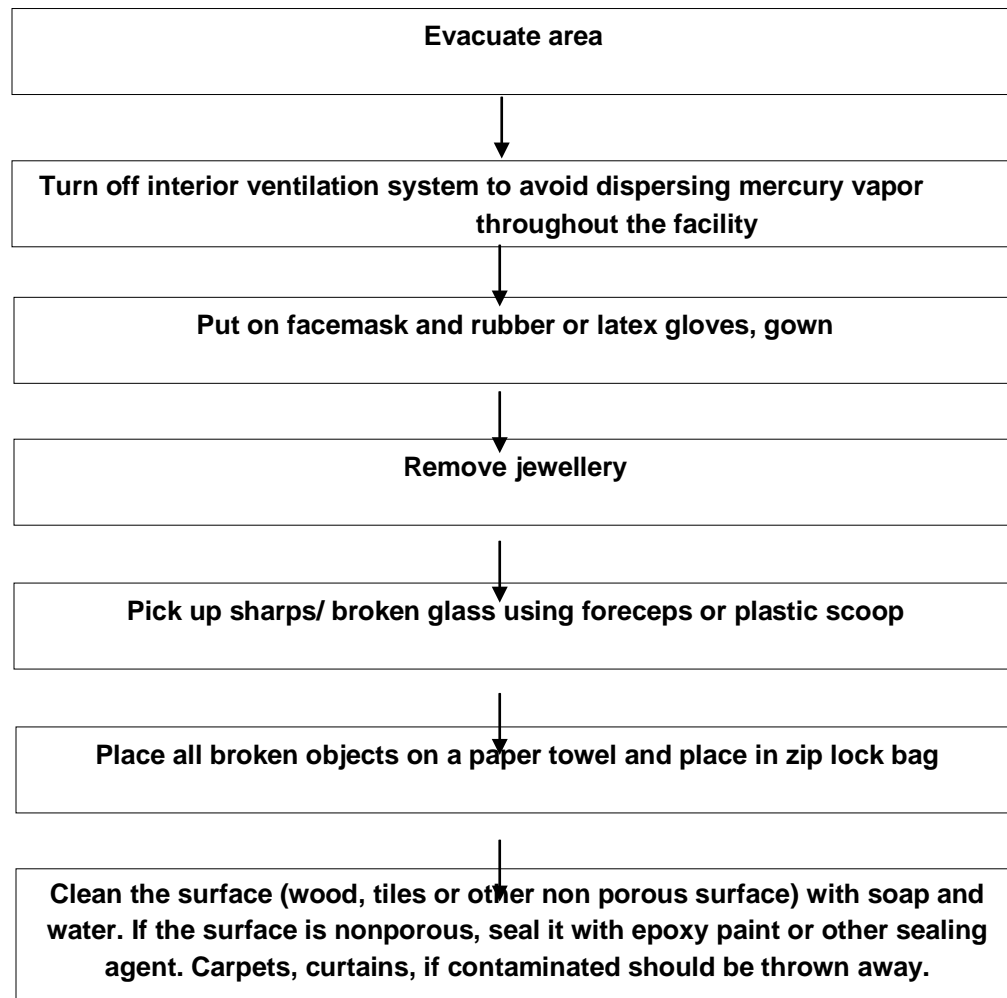 Evacuate area
Turn off interior ventilation system to avoid dispersing mercury vapor
throughout the facility
Put on facemask and rubber or latex gloves, gown
Remove jewellery
Pick up sharps/ broken glass using foreceps or plastic scoop
Place all broken objects on a paper towel and place in zip lock bag
Clean the surface (wood, tiles or other non porous surface) with soap and
water. If the surface is nonporous, seal it with epoxy paint or other sealing
agent. Carpets, curtains, if contaminated should be thrown away.